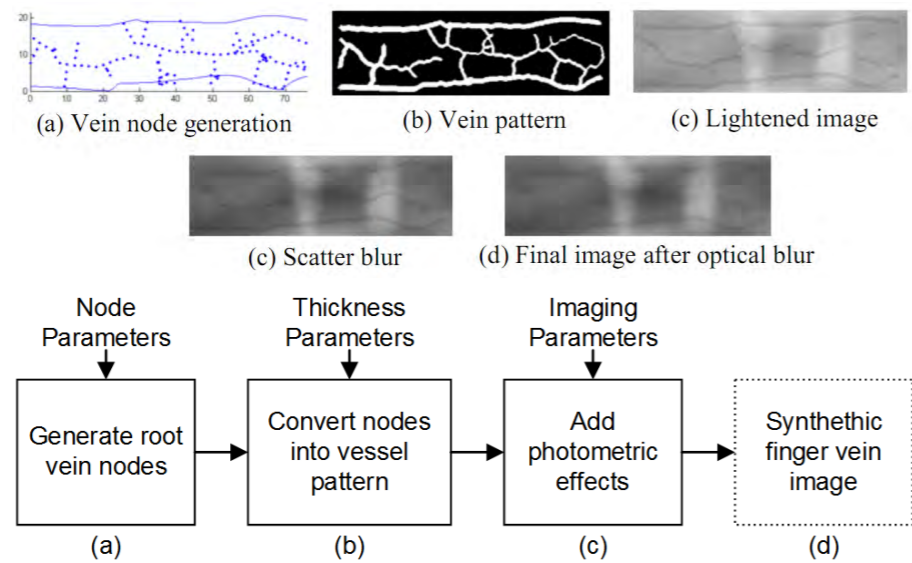 20
10
0
0 10 20 30 40 50 60 70
(a) Vein node generation
(b) Vein pattern
(c) Lightened image
(c) Scatter blur
(d) Final image after optical blur
Node Parameters
Thickness Parameters
Imaging Parameters
Generate root
vein nodes
Convert nodes
into vessel
pattern
Add
photometric
effects
Synthethic
finger vein
image
(a)
(b)
(c)
(d)